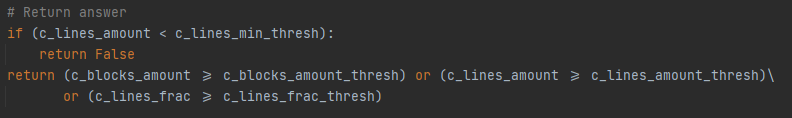 # Return answer
if (c_lines_amount < c_lines_min_thresh):
    return False
return (c_blocks_amount ⩾ c_blocks_amount_thresh) or (c_lines_amount ⩾ c_lines_amount_thresh)\
       or (c_lines_frac ⩾ c_lines_frac_thresh)